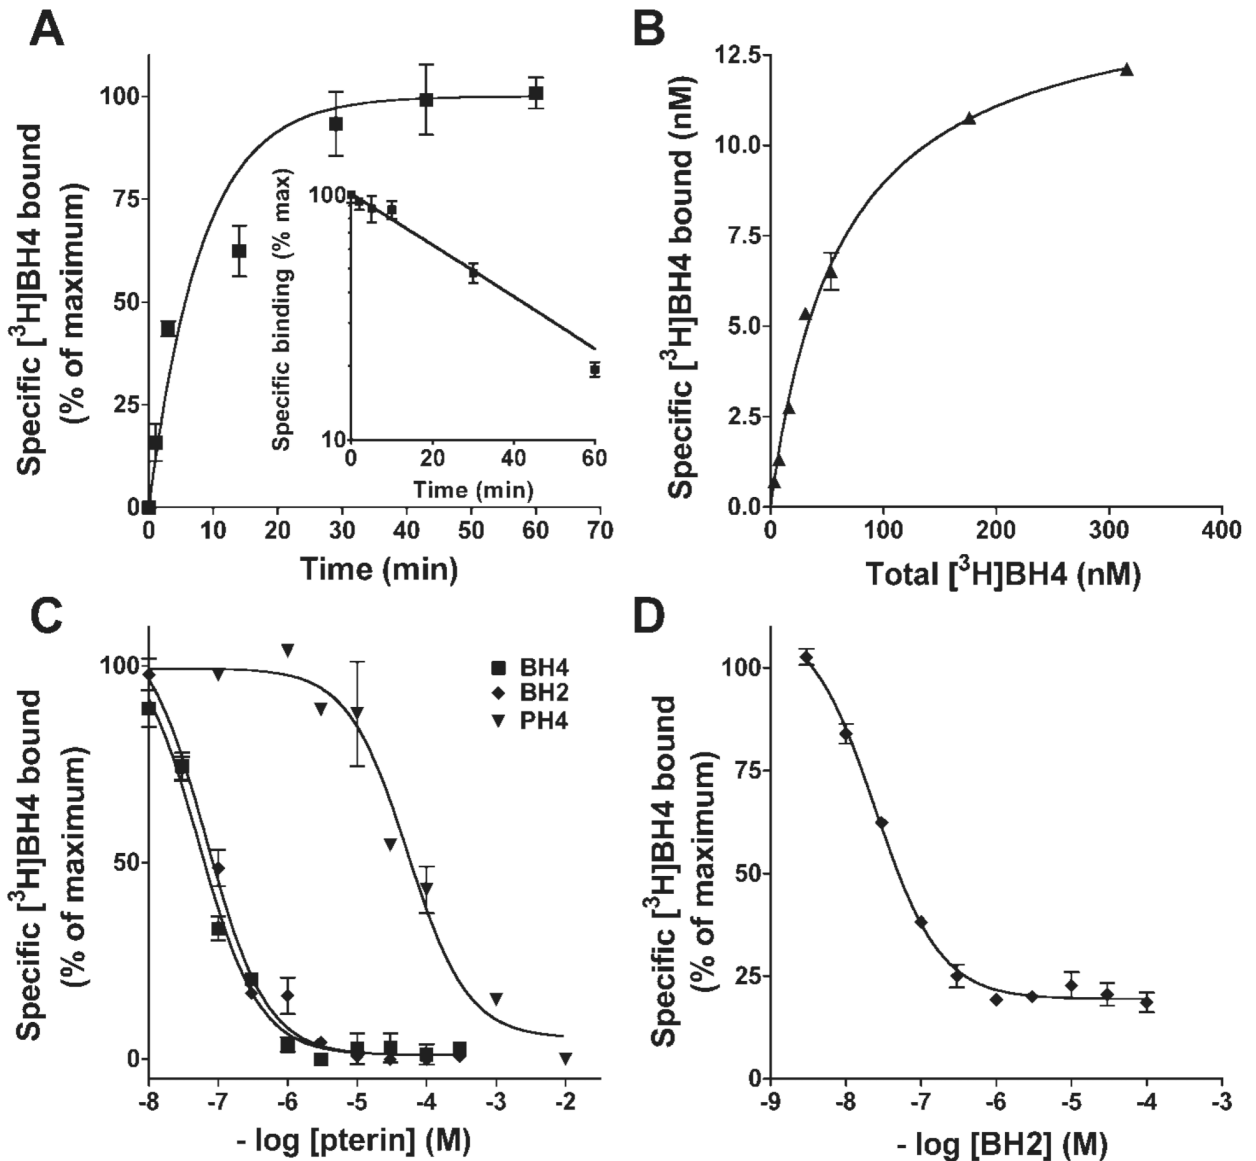 A
Specific [³H]BH4 bound
(% of maximum)
100
75
50
25
0
0 10 20 30 40 50 60 70
Time (min)
Specific binding (% max)
100
10
0 20 40 60
Time (min)
B
Specific [³H]BH4 bound (nM)
12.5
10.0
7.5
5.0
2.5
0.0
0 100 200 300 400
Total [³H]BH4 (nM)
C
Specific [³H]BH4 bound
(% of maximum)
100
50
0
-8 -7 -6 -5 -4 -3 -2
- log [pterin] (M)
BH4
BH2
PH4
D
Specific [³H]BH4 bound
(% of maximum)
100
75
50
25
0
-9 -8 -7 -6 -5 -4 -3
- log [BH2] (M)